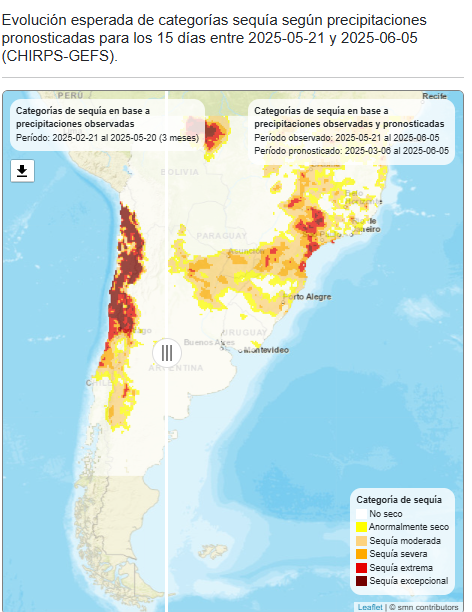 Evolución esperada de categorías sequía según precipitaciones
pronosticadas para los 15 días entre 2025-05-21 y 2025-06-05
(CHIRPS-GEFS).
PERÚ
Recife
Categorías de sequía en base a
precipitaciones observadas
Período: 2025-02-21 al 2025-05-20 (3 meses)
Categorías de sequía en base a
precipitaciones observadas y pronosticadas
Período observado: 2025-05-21 al 2025-06-05
Período pronosticado: 2025-03-06 al 2025-06-05
BOLIVIA
Belo
Horizonte
Rio de
Janeiro
PARAGUAY
Asunción
Porto Alegre
URUGUAY
Buenos Aires
Montevideo
ARGENTINA
CHILE
Categoría de sequía
No seco
Anormalmente seco
Sequía moderada
Sequía severa
Sequía extrema
Sequía excepcional
Leaflet | © smn contributors